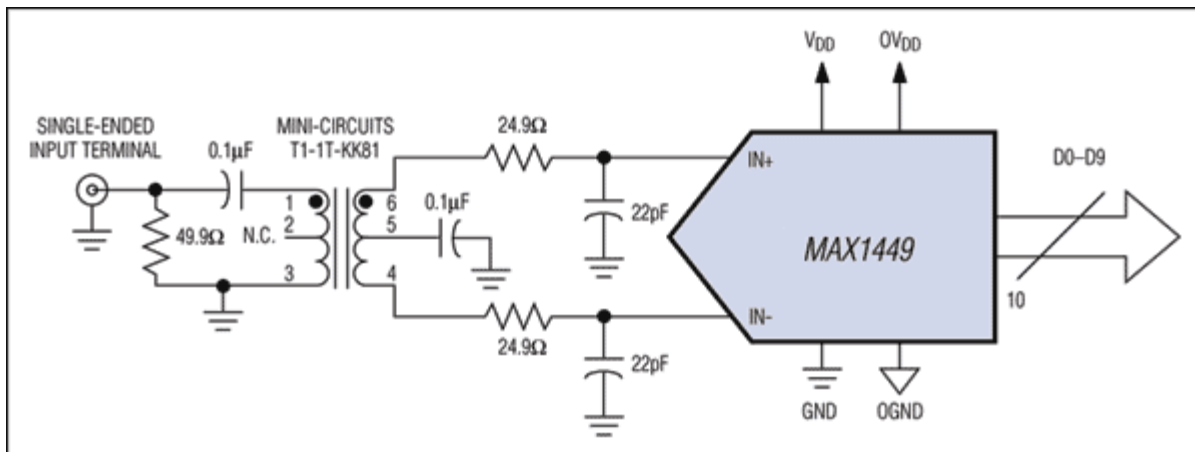 SINGLE-ENDED
INPUT TERMINAL
0.1µF
49.9Ω
MINI-CIRCUITS
T1-1T-KK81
N.C.
1
2
3
6
5
4
0.1µF
24.9Ω
22pF
24.9Ω
22pF
VDD
OVDD
IN+
IN-
MAX1449
GND
OGND
D0–D9
10